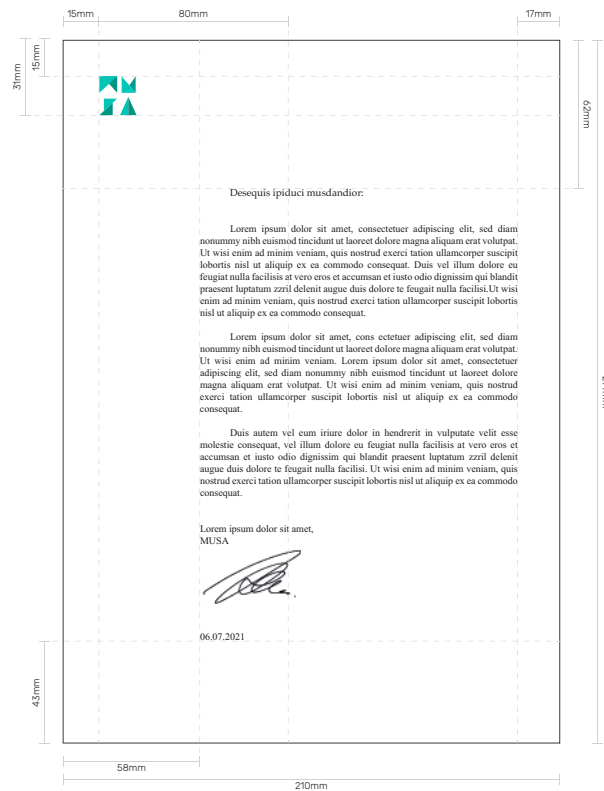 15mm
80mm
17mm
15mm
31mm
62mm
Desequis ipiduci musdandior:
Lorem ipsum dolor sit amet, consectetuer adipiscing elit, sed diam
nonummy nibh euismod tincidunt ut laoreet dolore magna aliquam erat volutpat.
Ut wisi enim ad minim veniam, quis nostrud exerci tation ullamcorper suscipit
lobortis nisl ut aliquip ex ea commodo consequat. Duis vel illum dolore eu
feugiat nulla facilisis at vero eros et accumsan et iusto odio dignissim qui blandit
praesent luptatum zzril delenit augue duis dolore te feugait nulla facilisi.Ut wisi
enim ad minim veniam, quis nostrud exerci tation ullamcorper suscipit lobortis
nisl ut aliquip ex ea commodo consequat.
Lorem ipsum dolor sit amet, cons ectetuer adipiscing elit, sed diam
nonummy nibh euismod tincidunt ut laoreet dolore magna aliquam erat volutpat.
Ut wisi enim ad minim veniam. Lorem ipsum dolor sit amet, consectetuer
adipiscing elit, sed diam nonummy nibh euismod tincidunt ut laoreet dolore
magna aliquam erat volutpat. Ut wisi enim ad minim veniam, quis nostrud
exerci tation ullamcorper suscipit lobortis nisl ut aliquip ex ea commodo
consequat.
Duis autem vel eum iriure dolor in hendrerit in vulputate velit esse
molestie consequat, vel illum dolore eu feugiat nulla facilisis at vero eros et
accumsan et iusto odio dignissim qui blandit praesent luptatum zzril delenit
augue duis dolore te feugait nulla facilisi. Ut wisi enim ad minim veniam, quis
nostrud exerci tation ullamcorper suscipit lobortis nisl ut aliquip ex ea commodo
consequat.
Lorem ipsum dolor sit amet,
MUSA
06.07.2021
43mm
58mm
210mm